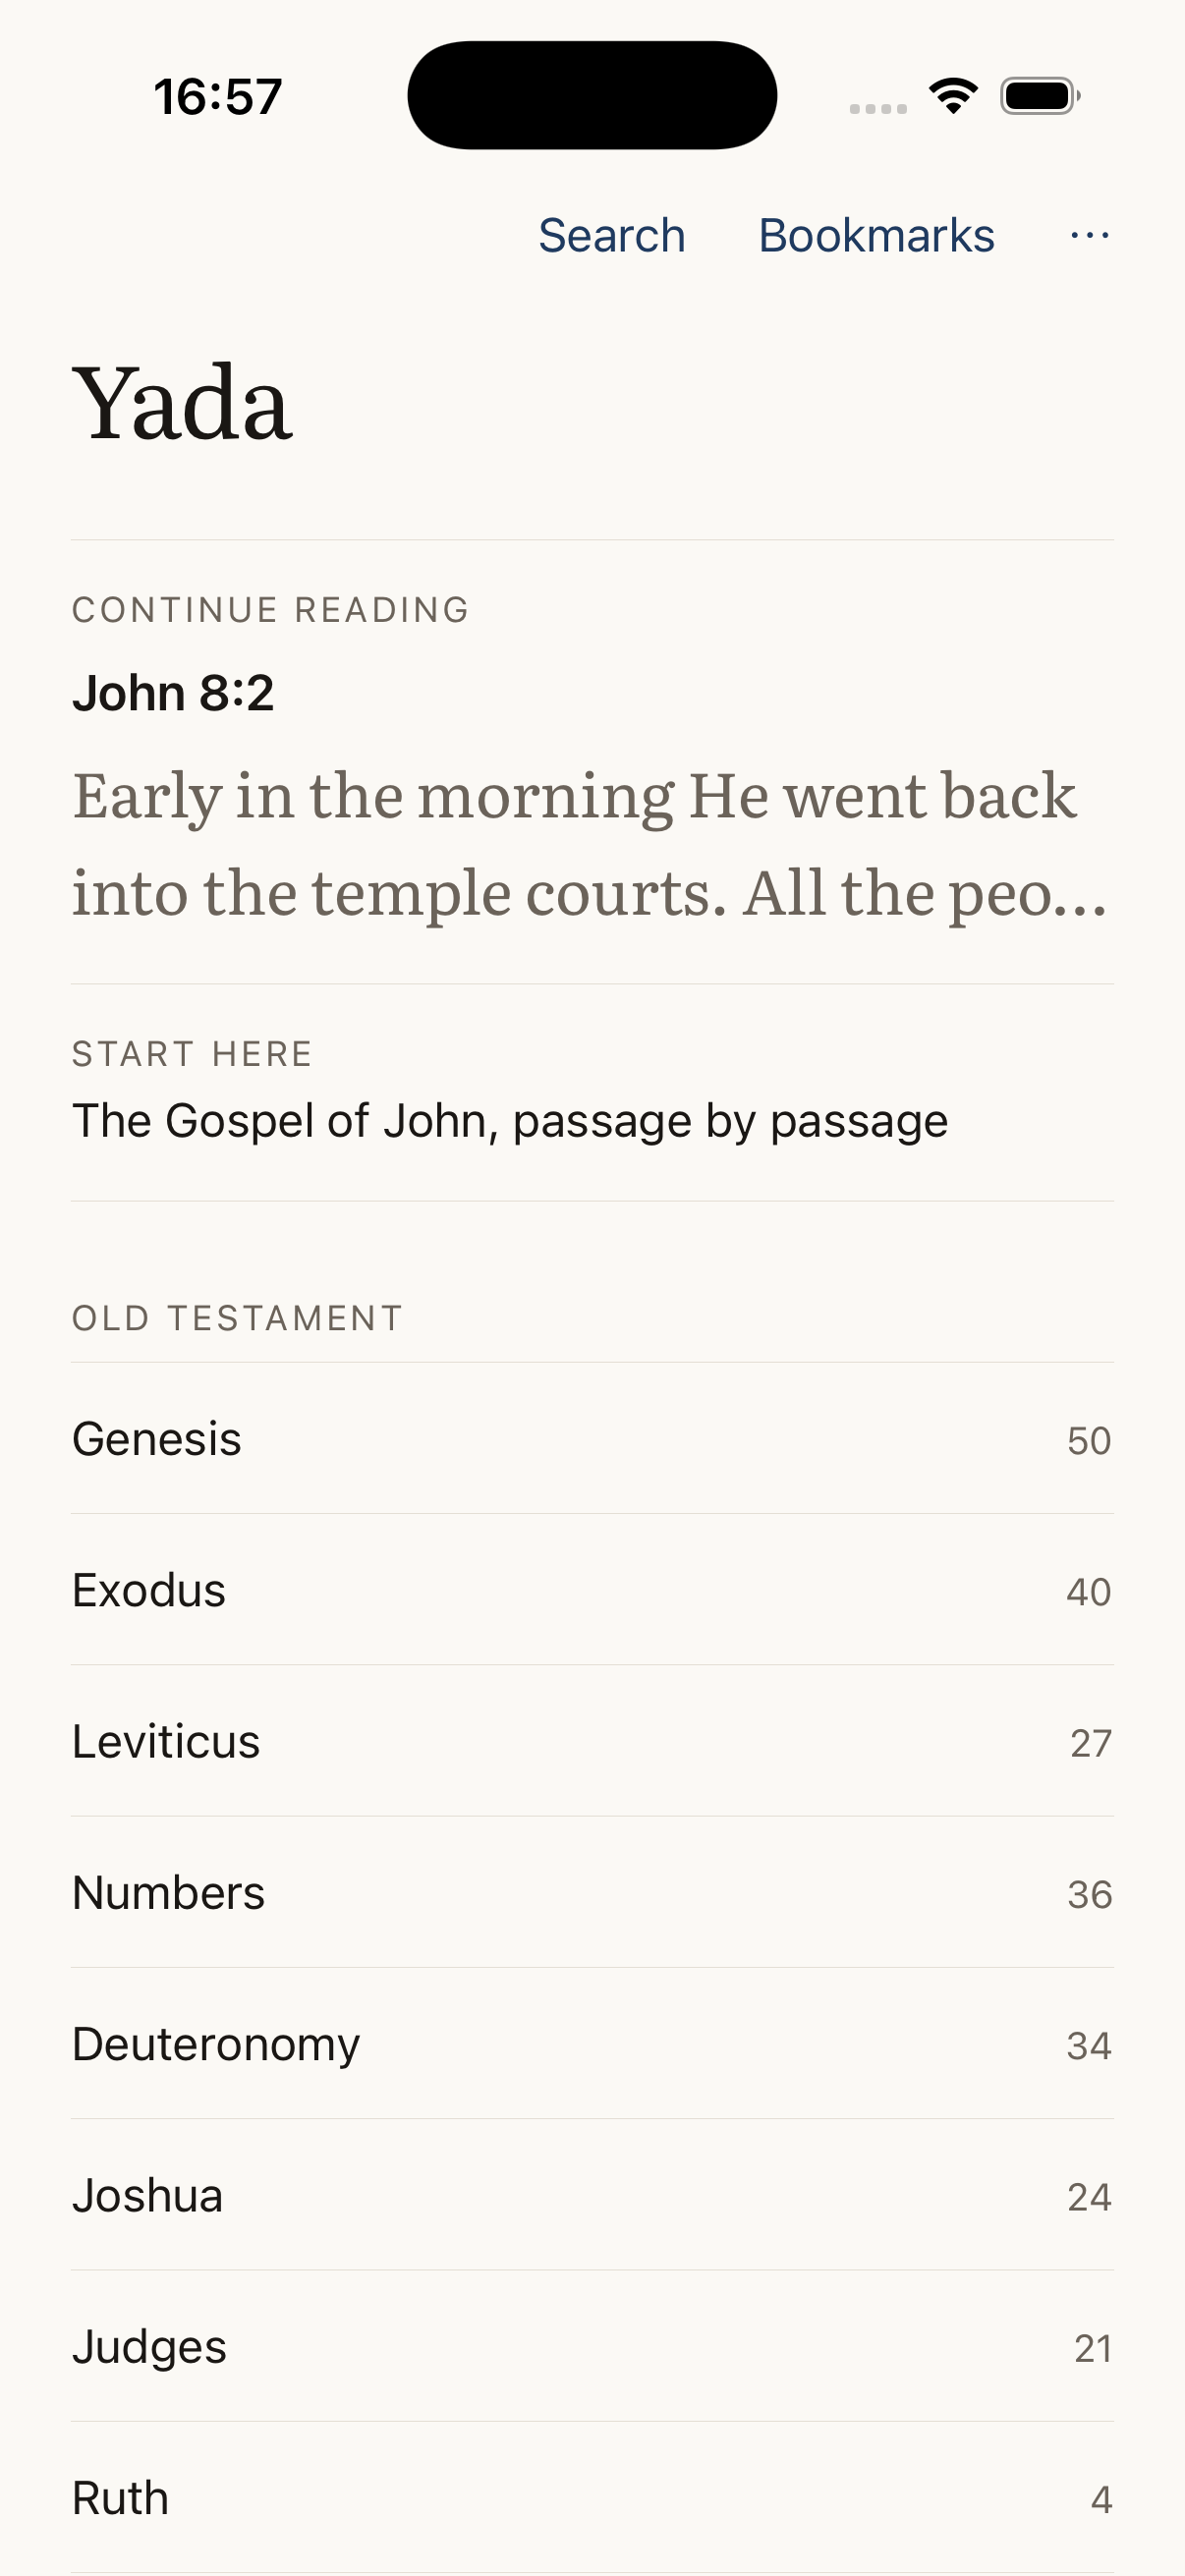 16:57
Search Bookmarks ...
Yada
CONTINUE READING
John 8:2
Early in the morning He went back
into the temple courts. All the peo...
START HERE
The Gospel of John, passage by passage
OLD TESTAMENT
Genesis 50
Exodus 40
Leviticus 27
Numbers 36
Deuteronomy 34
Joshua 24
Judges 21
Ruth 4